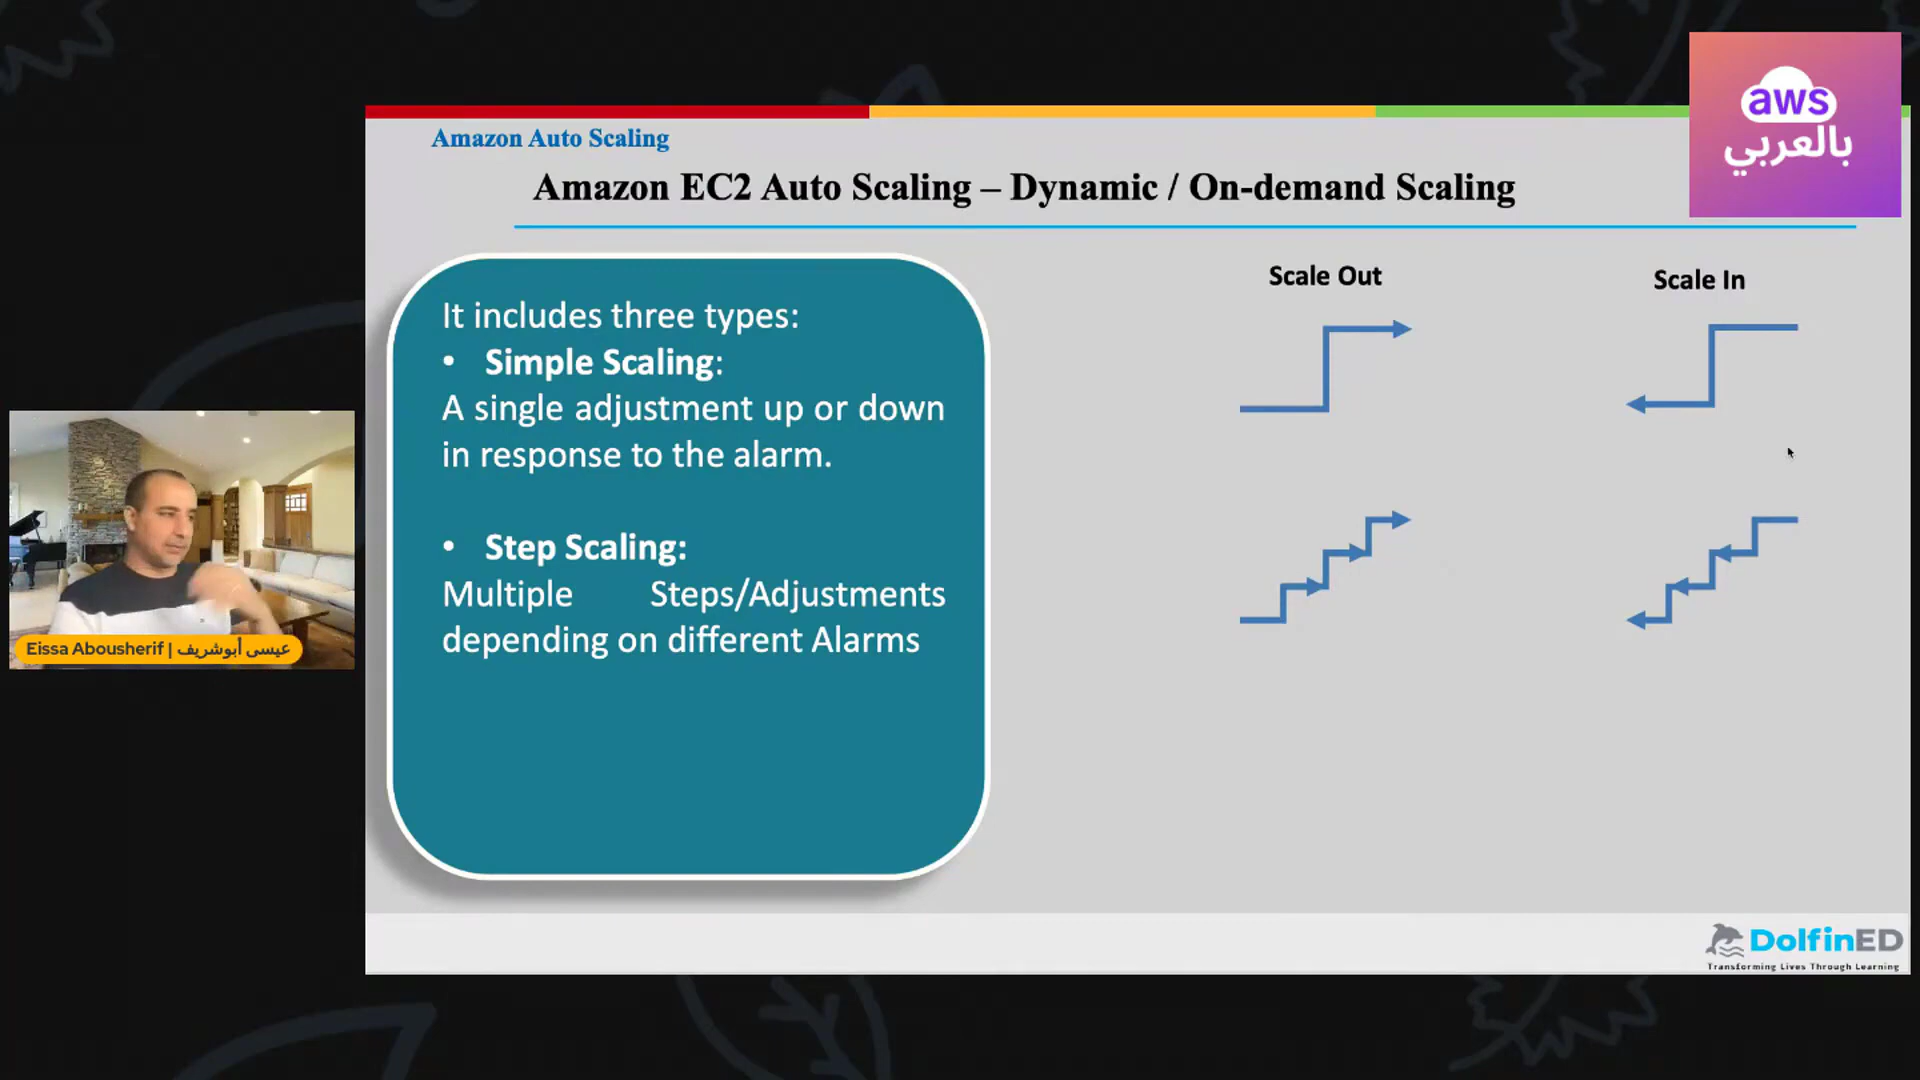 aws
بالعربي
Amazon Auto Scaling
Amazon EC2 Auto Scaling – Dynamic / On-demand Scaling
It includes three types:
• Simple Scaling:
A single adjustment up or down
in response to the alarm.
• Step Scaling:
Multiple Steps/Adjustments
depending on different Alarms
Scale Out
Scale In
Eissa Abousherif | عيسى أبوشريف
DolfinED
Transforming Lives Through Learning